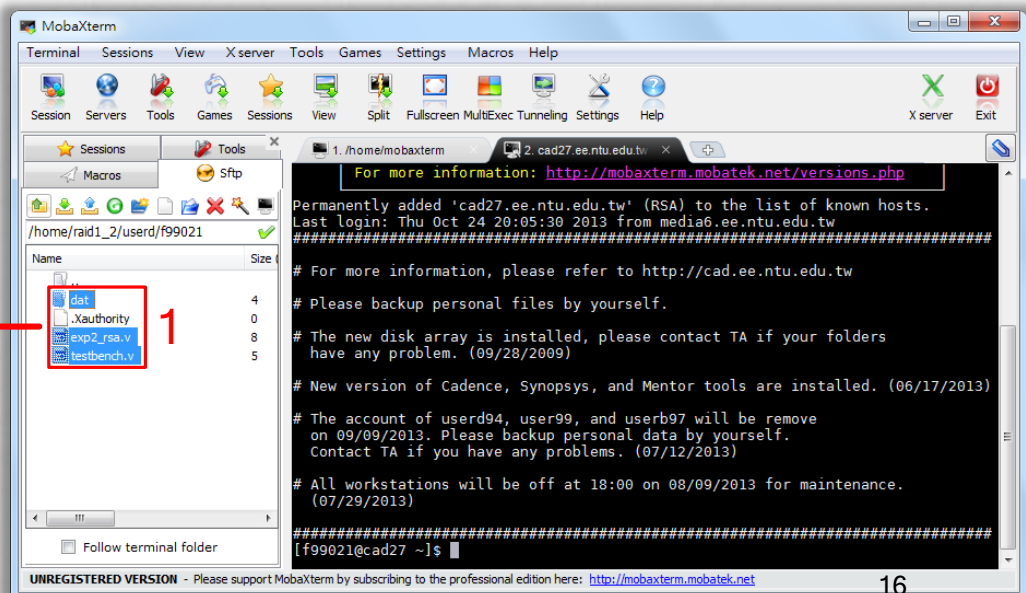 MobaXterm
Terminal Sessions View X server Tools Games Settings Macros Help
Session Servers Tools Games Sessions View Split Fullscreen MultiExec Tunneling Settings Help X server Exit
Sessions Tools
Macros Sftp
/home/raid1_2/userd/f99021
Name Size (
..
dat 4
.Xauthority 0
exp2_rsa.v 8
testbench.v 5
1
Follow terminal folder
1. /home/mobaxterm 2. cad27.ee.ntu.edu.tw
For more information: http://mobaxterm.mobatek.net/versions.php
Permanently added 'cad27.ee.ntu.edu.tw' (RSA) to the list of known hosts.
Last login: Thu Oct 24 20:05:30 2013 from media6.ee.ntu.edu.tw
################################################################################
# For more information, please refer to http://cad.ee.ntu.edu.tw
# Please backup personal files by yourself.
# The new disk array is installed, please contact TA if your folders
have any problem. (09/28/2009)
# New version of Cadence, Synopsys, and Mentor tools are installed. (06/17/2013)
# The account of userd94, user99, and userb97 will be remove
on 09/09/2013. Please backup personal data by yourself.
Contact TA if you have any problems. (07/12/2013)
# All workstations will be off at 18:00 on 08/09/2013 for maintenance.
(07/29/2013)
################################################################################
[f99021@cad27 ~]$
UNREGISTERED VERSION - Please support MobaXterm by subscribing to the professional edition here: http://mobaxterm.mobatek.net
16